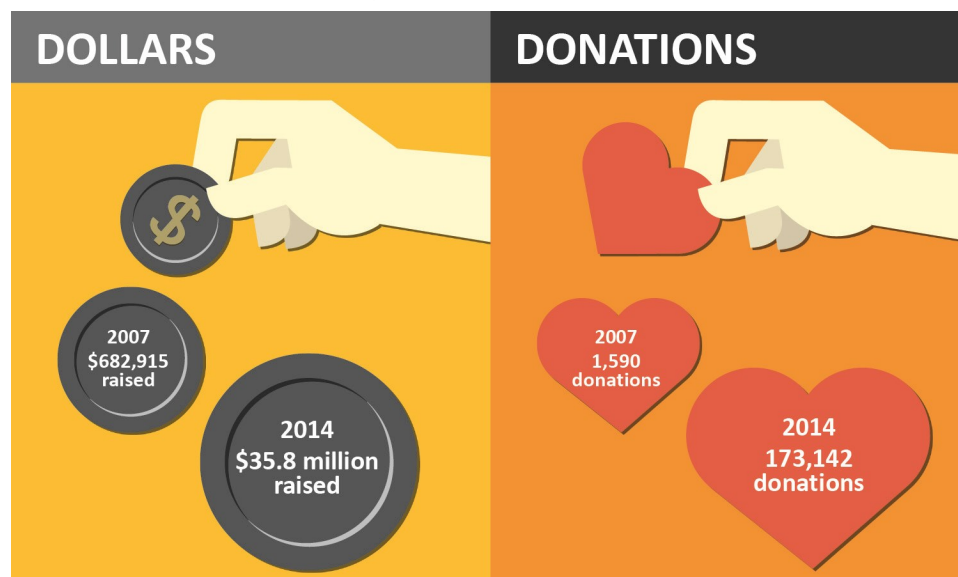 DOLLARS
$
2007
$682,915
raised
2014
$35.8 million
raised
DONATIONS
2007
1,590
donations
2014
173,142
donations